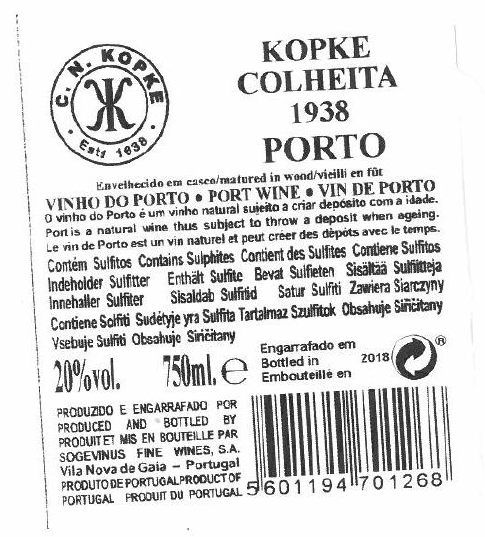 C. N. KOPKE
Estd 1638
KOPKE
COLHEITA
1938
PORTO
Envelhecido em casco/matured in wood/vieilli en fût
VINHO DO PORTO • PORT WINE • VIN DE PORTO
O vinho do Porto é um vinho natural sujeito a criar depósito com a idade.
Port is a natural wine thus subject to throw a deposit when ageing.
Le vin de Porto est un vin naturel et peut créer des dépôts avec le temps.
Contém Sulfitos Contains Sulphites Contient des Sulfites Contiene Sulfitos
Indeholder Sulfitter Enthält Sulfite Bevat Sulfieten Sisältää Sulfiitteja
Innehaller Sulfiter Sisaldab Sulfitid Satur Sulfiti Zawiera Siarczyny
Contiene Solfiti Sudétyje yra Sulfita Tartalmaz Szulfitok Obsahuje Siričitany
Vsebuje Sulfiti Obsahuje Siričitany
20%vol. 750ml. e
Engarrafado em
Bottled in 2018
Embouteillé en
®
PRODUZIDO E ENGARRAFADO POR
PRODUCED AND BOTTLED BY
PRODUIT ET MIS EN BOUTEILLE PAR
SOGEVINUS FINE WINES, S.A.
Vila Nova de Gaia – Portugal
PRODUTO DE PORTUGAL PRODUCT OF
PORTUGAL PRODUIT DU PORTUGAL
5601194701268